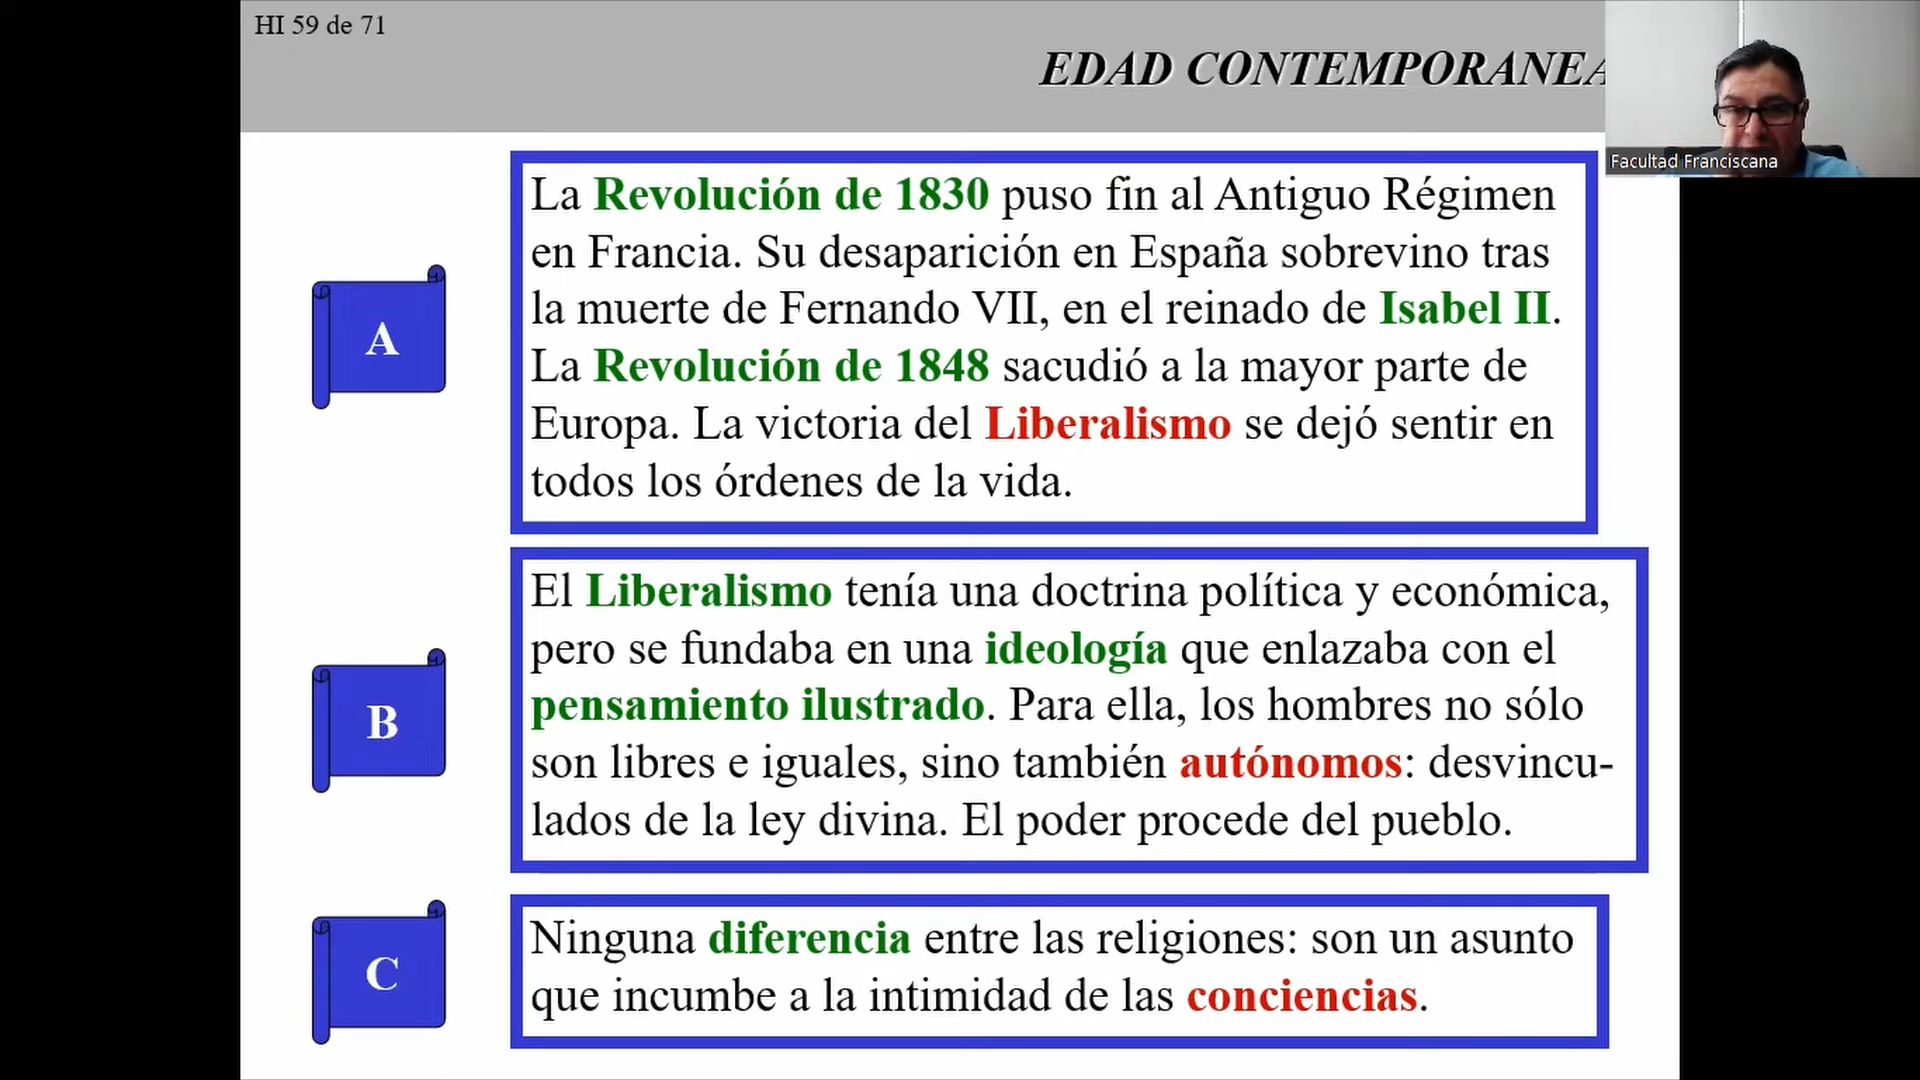 HI 59 de 71
EDAD CONTEMPORANEA
Facultad Franciscana
A
La Revolución de 1830 puso fin al Antiguo Régimen
en Francia. Su desaparición en España sobrevino tras
la muerte de Fernando VII, en el reinado de Isabel II.
La Revolución de 1848 sacudió a la mayor parte de
Europa. La victoria del Liberalismo se dejó sentir en
todos los órdenes de la vida.
B
El Liberalismo tenía una doctrina política y económica,
pero se fundaba en una ideología que enlazaba con el
pensamiento ilustrado. Para ella, los hombres no sólo
son libres e iguales, sino también autónomos: desvincu-
lados de la ley divina. El poder procede del pueblo.
C
Ninguna diferencia entre las religiones: son un asunto
que incumbe a la intimidad de las conciencias.